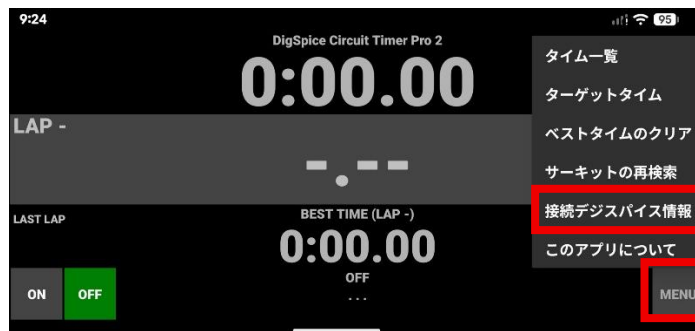 9:24
95
DigSpice Circuit Timer Pro 2
0:00.00
LAP -
-.--
LAST LAP
BEST TIME (LAP -)
0:00.00
OFF
...
ON
OFF
タイム一覧
ターゲットタイム
ベストタイムのクリア
サーキットの再検索
接続デジスパイス情報
このアプリについて
MENU